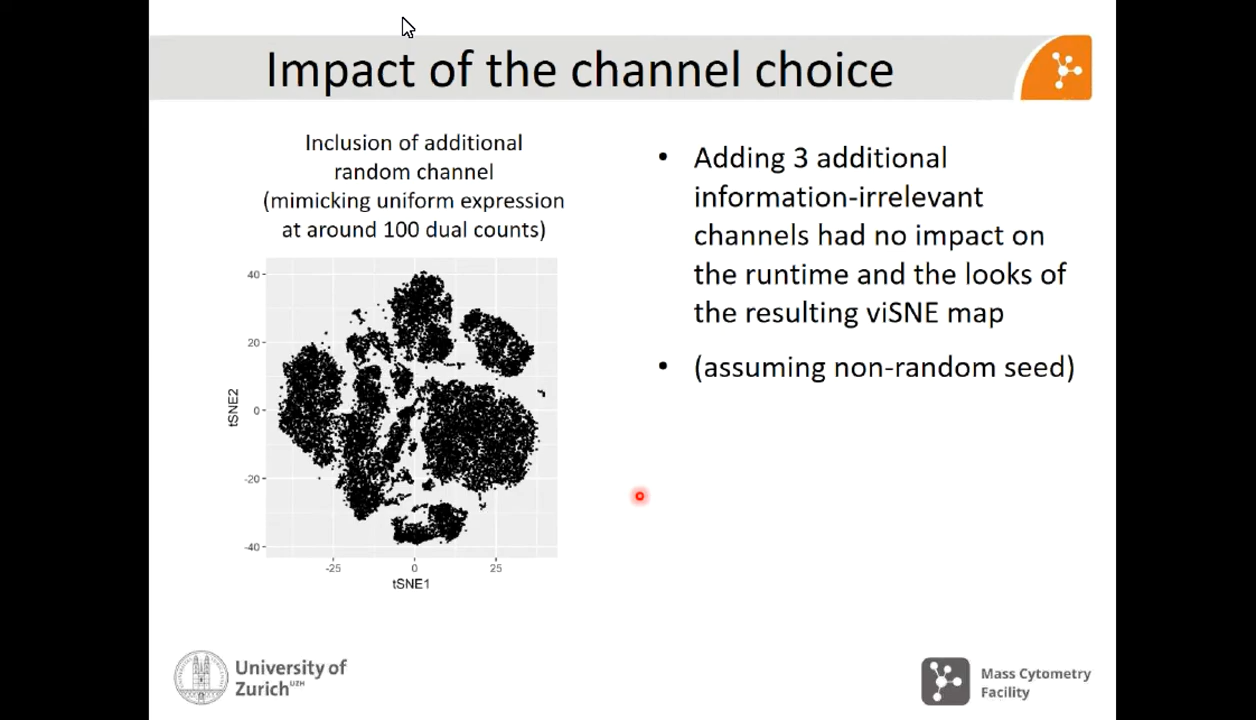 Impact of the channel choice
Inclusion of additional
random channel
(mimicking uniform expression
at around 100 dual counts)
40
20
0
-20
-40
tSNE2
-25
0
25
tSNE1
• Adding 3 additional
information-irrelevant
channels had no impact on
the runtime and the looks of
the resulting viSNE map
• (assuming non-random seed)
University of
Zurich UZH
Mass Cytometry
Facility